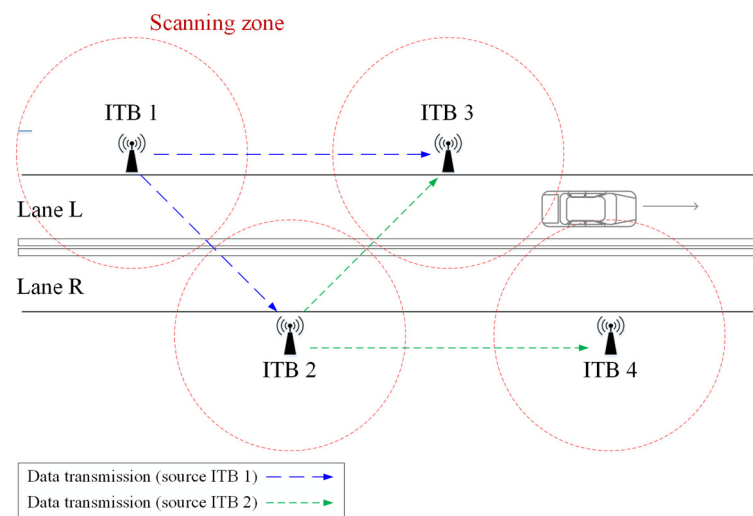 Scanning zone
ITB 1
ITB 3
Lane L
Lane R
ITB 2
ITB 4
Data transmission (source ITB 1)
Data transmission (source ITB 2)